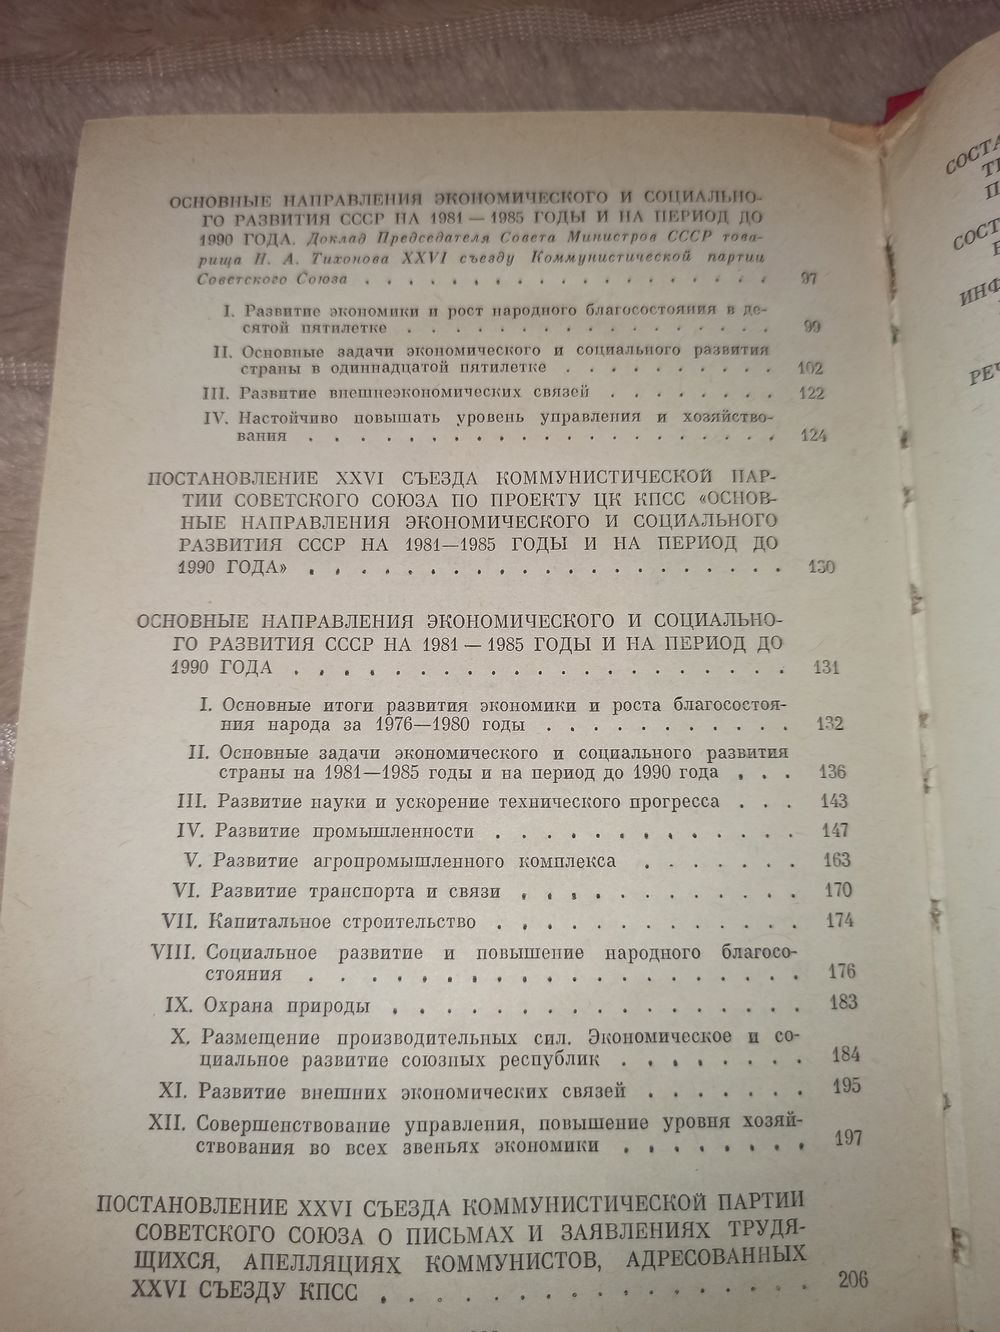 ОСНОВНЫЕ НАПРАВЛЕНИЯ ЭКОНОМИЧЕСКОГО И СОЦИАЛЬНО-
ГО РАЗВИТИЯ СССР НА 1981 — 1985 ГОДЫ И НА ПЕРИОД ДО
1990 ГОДА. Доклад Председателя Совета Министров СССР това-
рища Н. А. Тихонова XXVI съезду Коммунистической партии
Советского Союза . . . . . . . . . . . . . . . . . 97
I. Развитие экономики и рост народного благосостояния в де-
сятой пятилетке . . . . . . . . . . . . . . . 99
II. Основные задачи экономического и социального развития
страны в одиннадцатой пятилетке . . . . . . . . . 102
III. Развитие внешнеэкономических связей . . . . . . . 122
IV. Настойчиво повышать уровень управления и хозяйство-
вания . . . . . . . . . . . . . . . . . . . 124
ПОСТАНОВЛЕНИЕ XXVI СЪЕЗДА КОММУНИСТИЧЕСКОЙ ПАР-
ТИИ СОВЕТСКОГО СОЮЗА ПО ПРОЕКТУ ЦК КПСС «ОСНОВ-
НЫЕ НАПРАВЛЕНИЯ ЭКОНОМИЧЕСКОГО И СОЦИАЛЬНОГО
РАЗВИТИЯ СССР НА 1981—1985 ГОДЫ И НА ПЕРИОД ДО
1990 ГОДА» . . . . . . . . . . . . . . . . . . 130
ОСНОВНЫЕ НАПРАВЛЕНИЯ ЭКОНОМИЧЕСКОГО И СОЦИАЛЬНО-
ГО РАЗВИТИЯ СССР НА 1981 — 1985 ГОДЫ И НА ПЕРИОД ДО
1990 ГОДА . . . . . . . . . . . . . . . . . . . . 131
I. Основные итоги развития экономики и роста благосостоя-
ния народа за 1976—1980 годы . . . . . . . . . . 132
II. Основные задачи экономического и социального развития
страны на 1981—1985 годы и на период до 1990 года . . . 136
III. Развитие науки и ускорение технического прогресса . . . 143
IV. Развитие промышленности . . . . . . . . . . . . 147
V. Развитие агропромышленного комплекса . . . . . . . 163
VI. Развитие транспорта и связи . . . . . . . . . . . . 170
VII. Капитальное строительство . . . . . . . . . . . . 174
VIII. Социальное развитие и повышение народного благосо-
стояния . . . . . . . . . . . . . . . . . . 176
IX. Охрана природы . . . . . . . . . . . . . . . . 183
X. Размещение производительных сил. Экономическое и со-
циальное развитие союзных республик . . . . . . . . 184
XI. Развитие внешних экономических связей . . . . . . . 195
XII. Совершенствование управления, повышение уровня хозяй-
ствования во всех звеньях экономики . . . . . . . . 197
ПОСТАНОВЛЕНИЕ XXVI СЪЕЗДА КОММУНИСТИЧЕСКОЙ ПАРТИИ
СОВЕТСКОГО СОЮЗА О ПИСЬМАХ И ЗАЯВЛЕНИЯХ ТРУДЯ-
ЩИХСЯ, АПЕЛЛЯЦИЯХ КОММУНИСТОВ, АДРЕСОВАННЫХ
XXVI СЪЕЗДУ КПСС . . . . . . . . . . . . . . . 206
СОСТА
СОСТ
ИНФ
РЕЧ